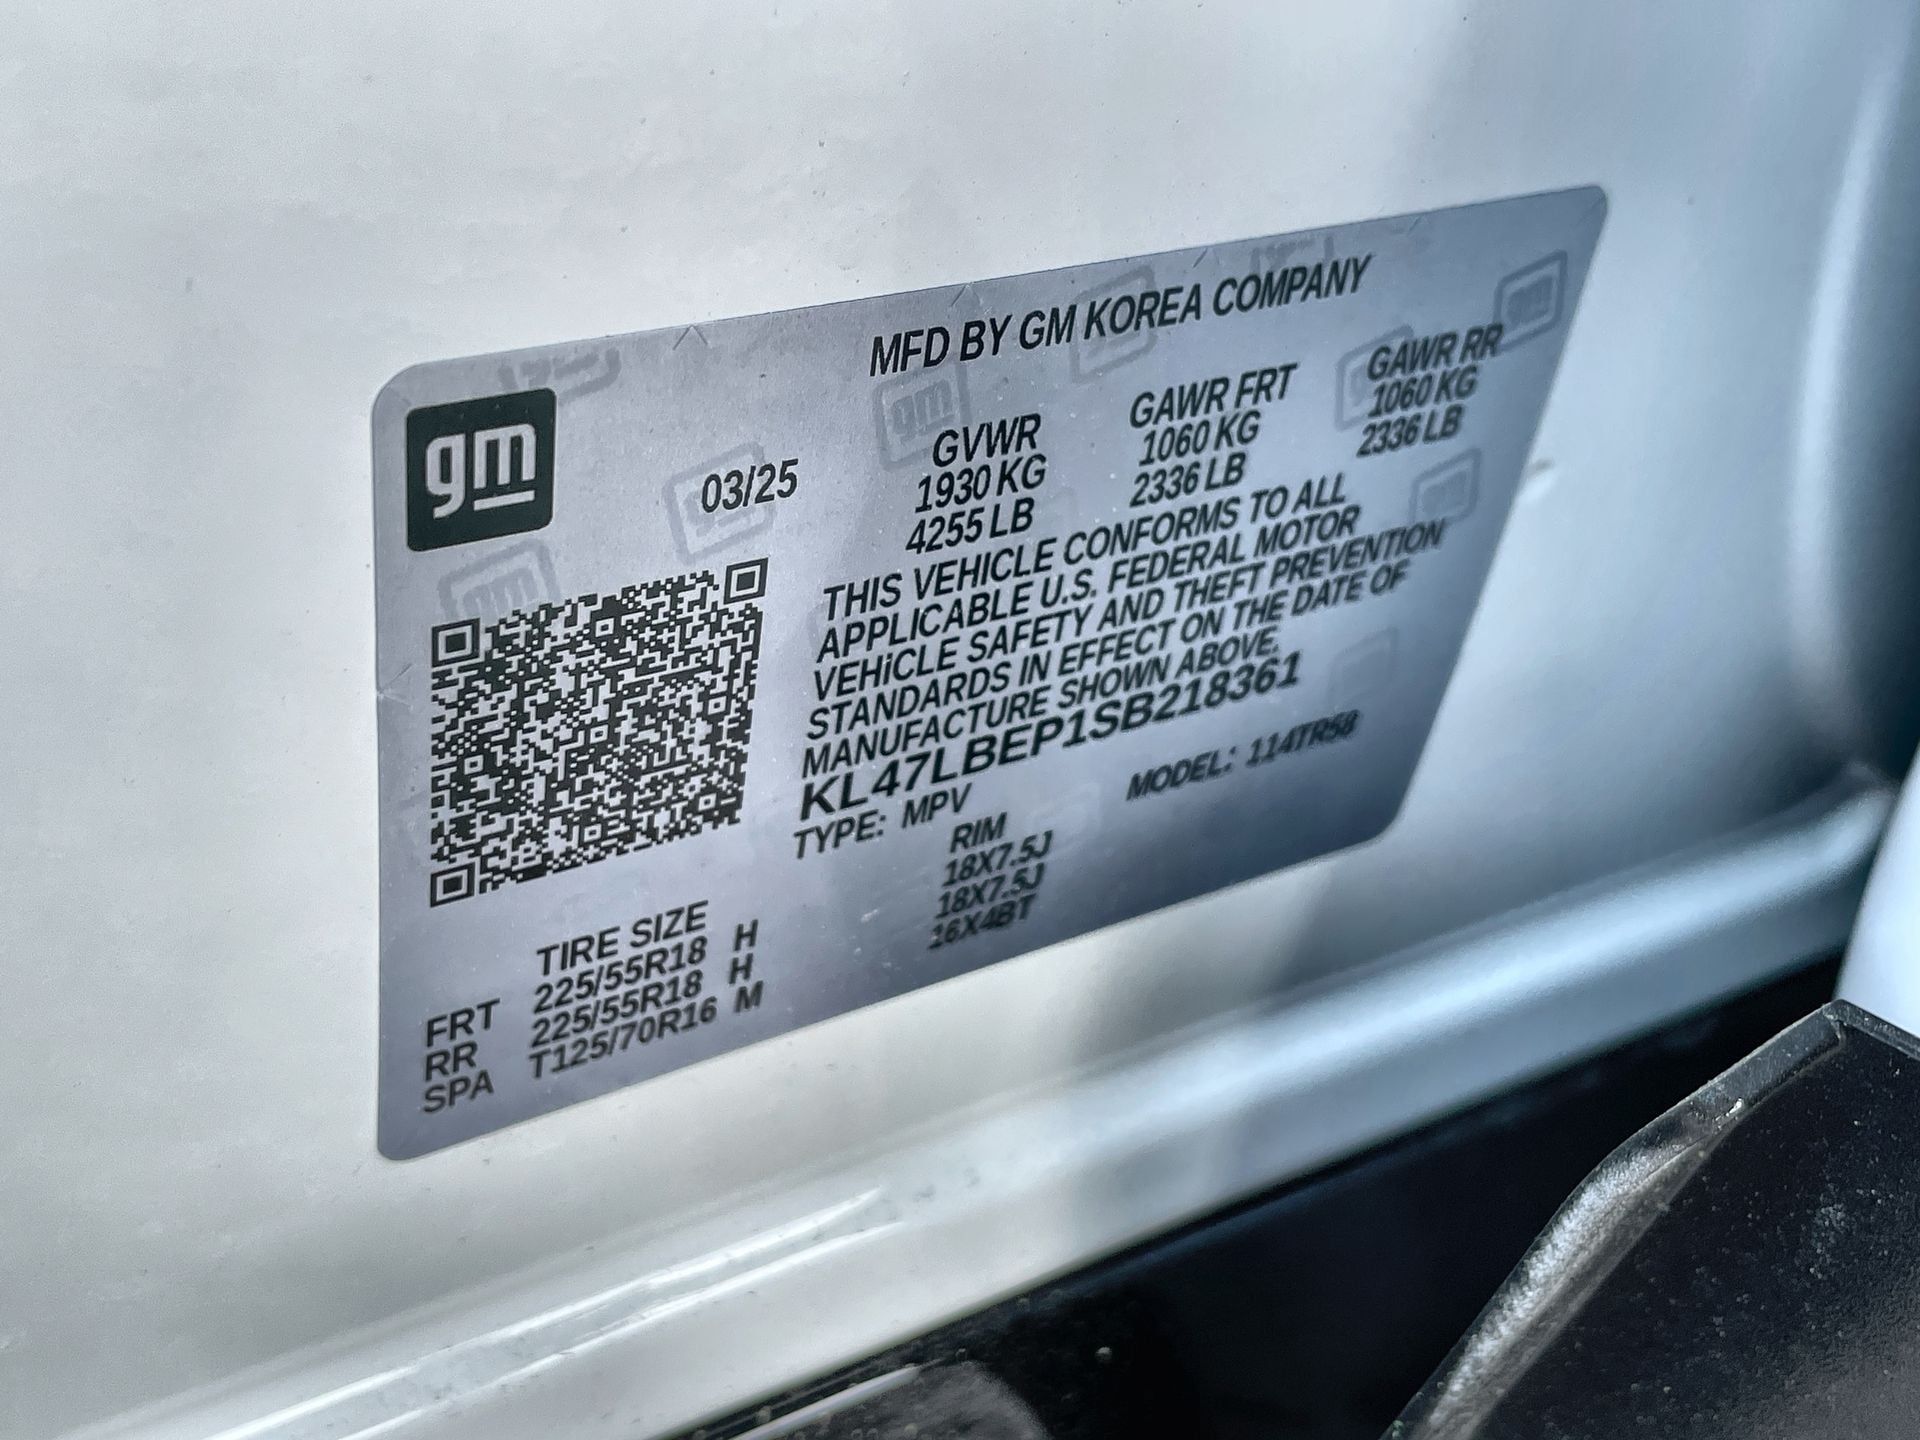 MFD BY GM KOREA COMPANY
gm
03/25
GVWR GAWR FRT GAWR RR
1930 KG 1060 KG 1060 KG
4255 LB 2336 LB 2336 LB
THIS VEHICLE CONFORMS TO ALL
APPLICABLE U.S. FEDERAL MOTOR
VEHiCLE SAFETY AND THEFT PREVENTION
STANDARDS IN EFFECT ON THE DATE OF
MANUFACTURE SHOWN ABOVE.
KL47LBEP1SB218361
TYPE: MPV MODEL: 114TR58
TIRE SIZE RIM
FRT 225/55R18 H 18X7.5J
RR 225/55R18 H 18X7.5J
SPA T125/70R16 M 16X4BT